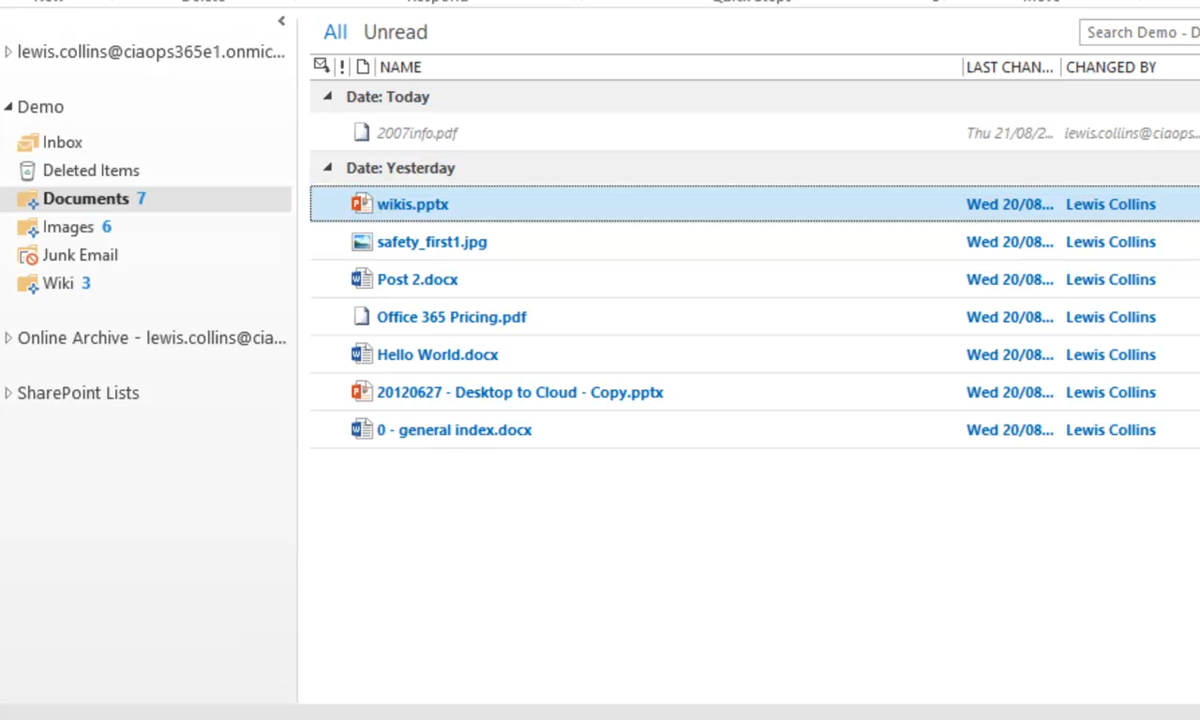 All Unread
Search Demo - D
lewis.collins@ciaops365e1.onmic...
! NAME LAST CHAN... CHANGED BY
Demo
Date: Today
2007info.pdf Thu 21/08/2... lewis.collins@ciaops...
Inbox
Deleted Items
Date: Yesterday
Documents 7
wikis.pptx Wed 20/08... Lewis Collins
Images 6
safety_first1.jpg Wed 20/08... Lewis Collins
Junk Email
Wiki 3
Post 2.docx Wed 20/08... Lewis Collins
Office 365 Pricing.pdf Wed 20/08... Lewis Collins
Online Archive - lewis.collins@cia...
Hello World.docx Wed 20/08... Lewis Collins
SharePoint Lists
20120627 - Desktop to Cloud - Copy.pptx Wed 20/08... Lewis Collins
0 - general index.docx Wed 20/08... Lewis Collins